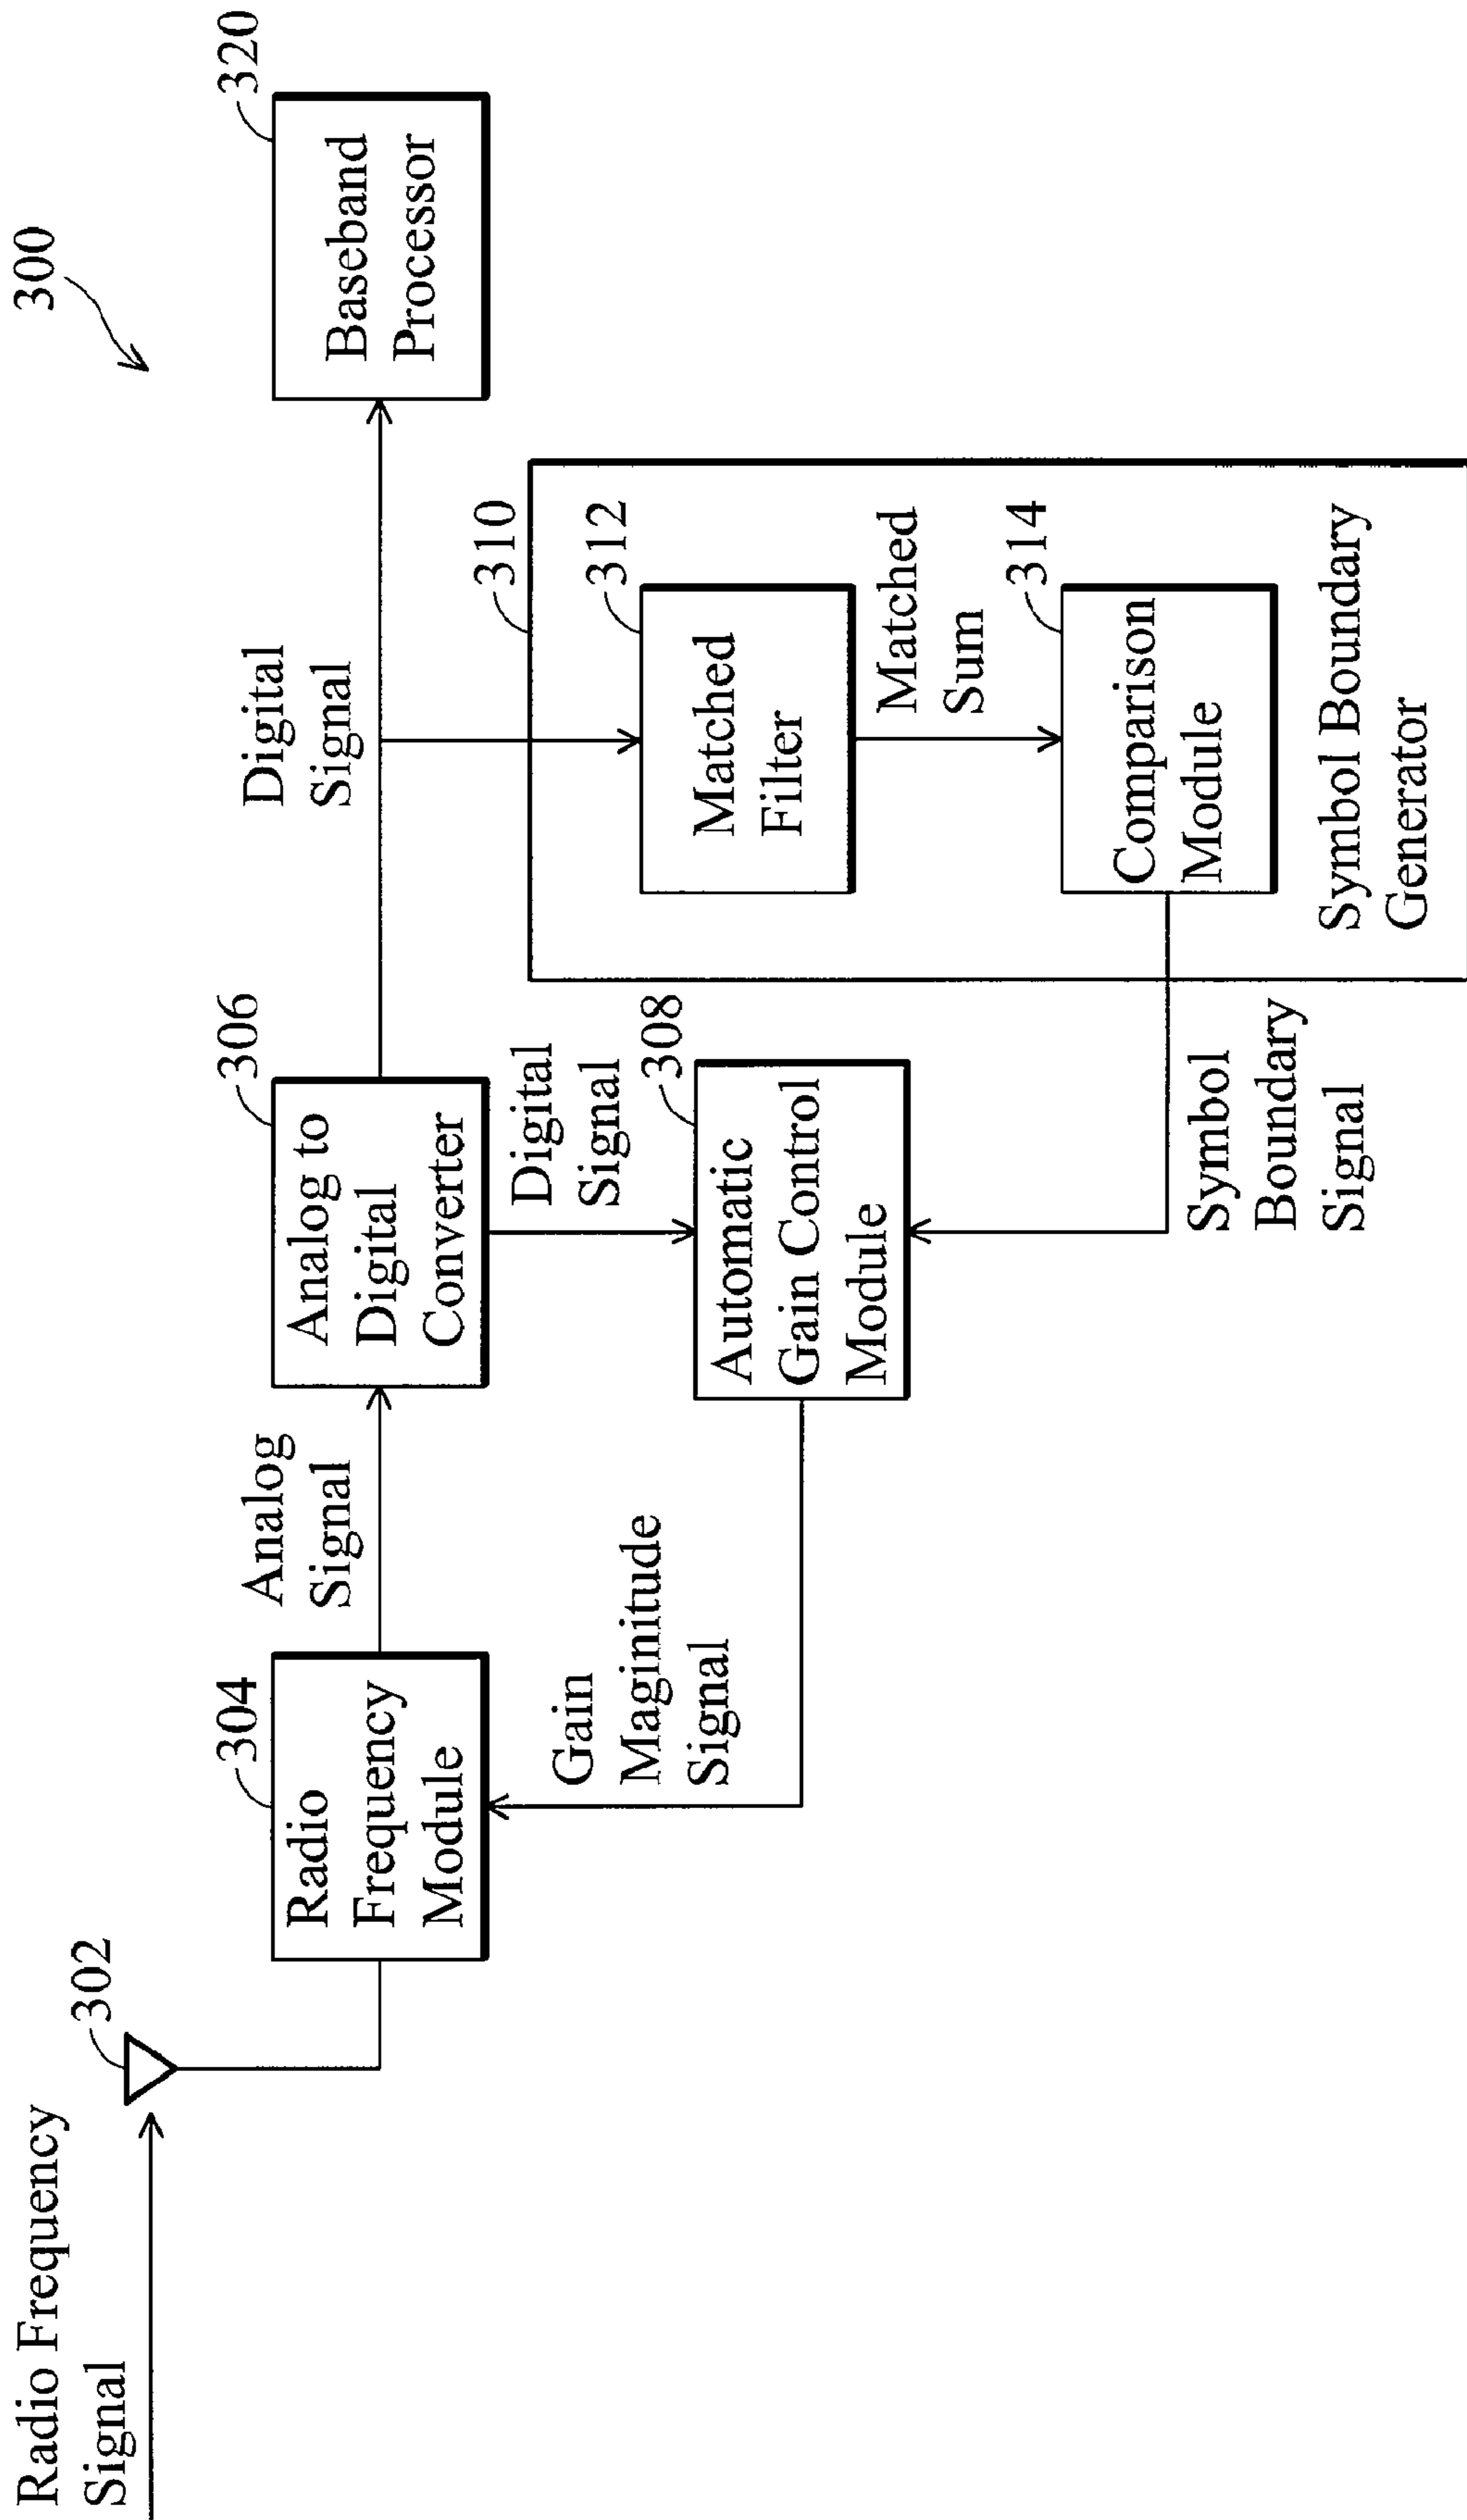 300
Radio Frequency
Signal
302
304
Radio
Frequency
Module
Analog
Signal
306
Analog to
Digital
Converter
Digital
Signal
320
Baseband
Processor
Gain
Maginitude
Signal
Digital
Signal
308
Automatic
Gain Control
Module
310
312
Matched
Filter
Matched
Sum
314
Comparison
Module
Symbol
Boundary
Signal
Symbol Boundary
Generator